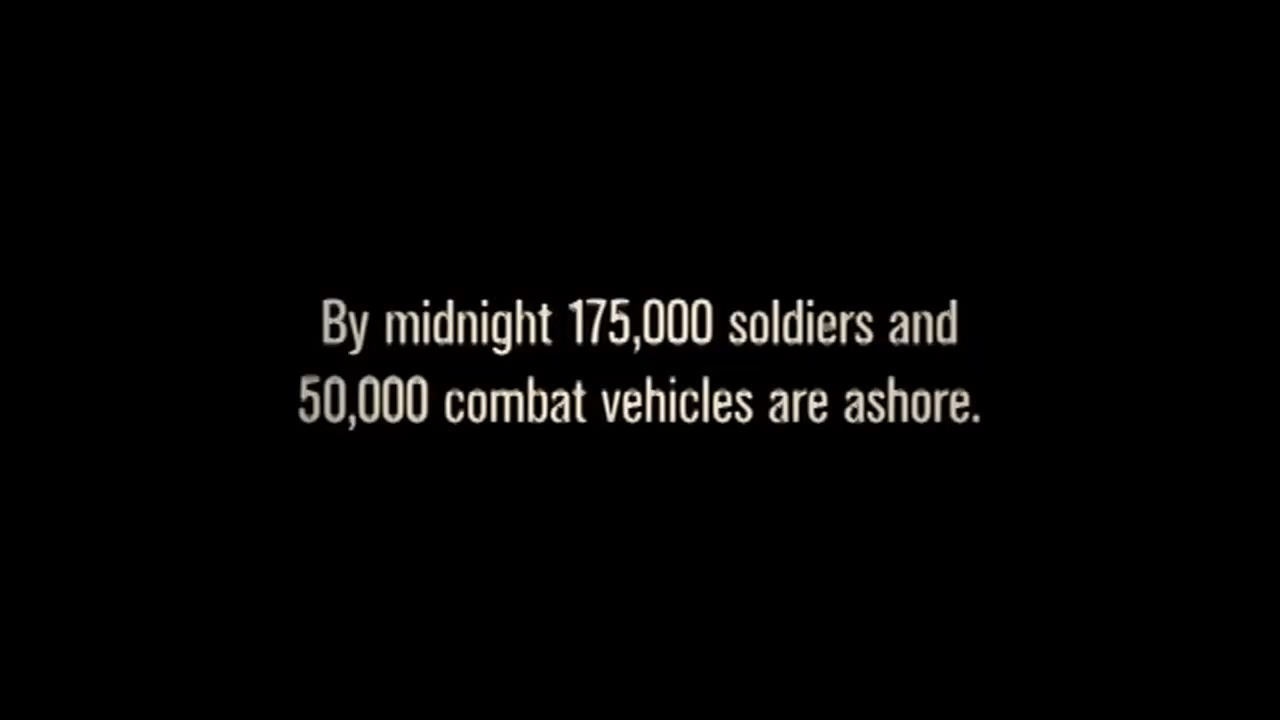 By midnight 175,000 soldiers and
50,000 combat vehicles are ashore.